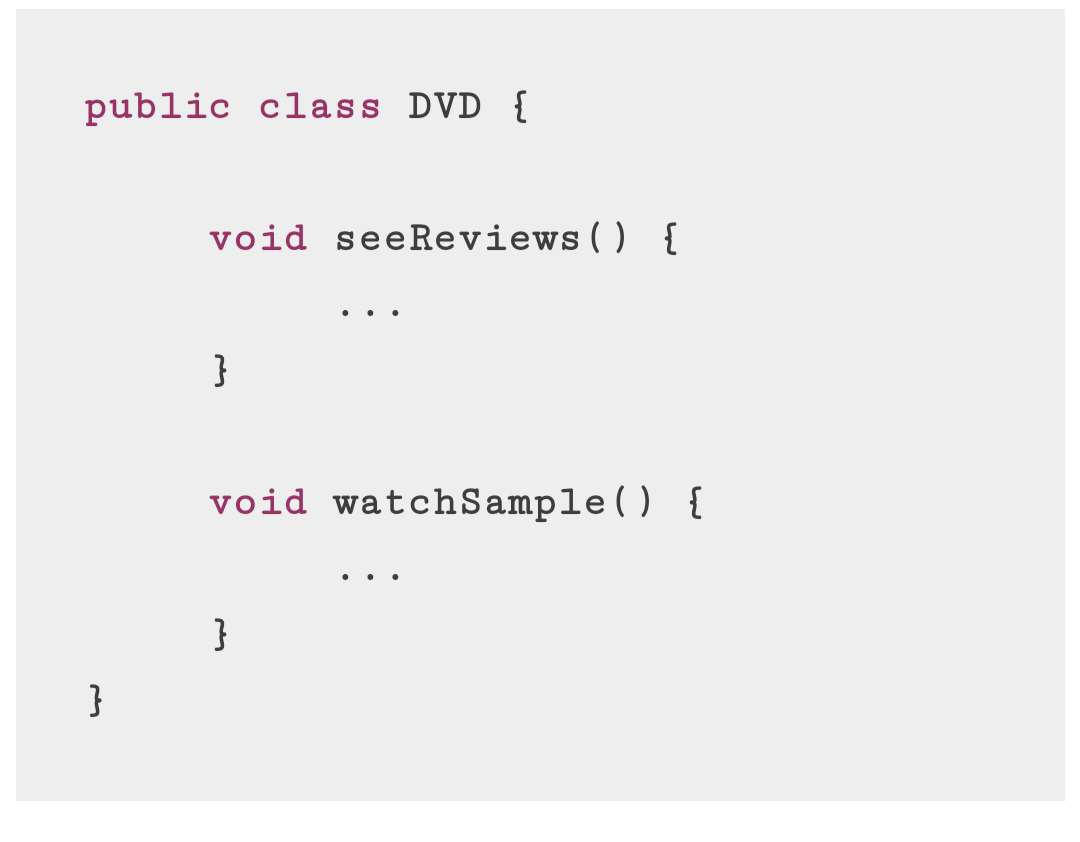 public class DVD {
void seeReviews() {
...
}
void watchSample() {
...
}
}